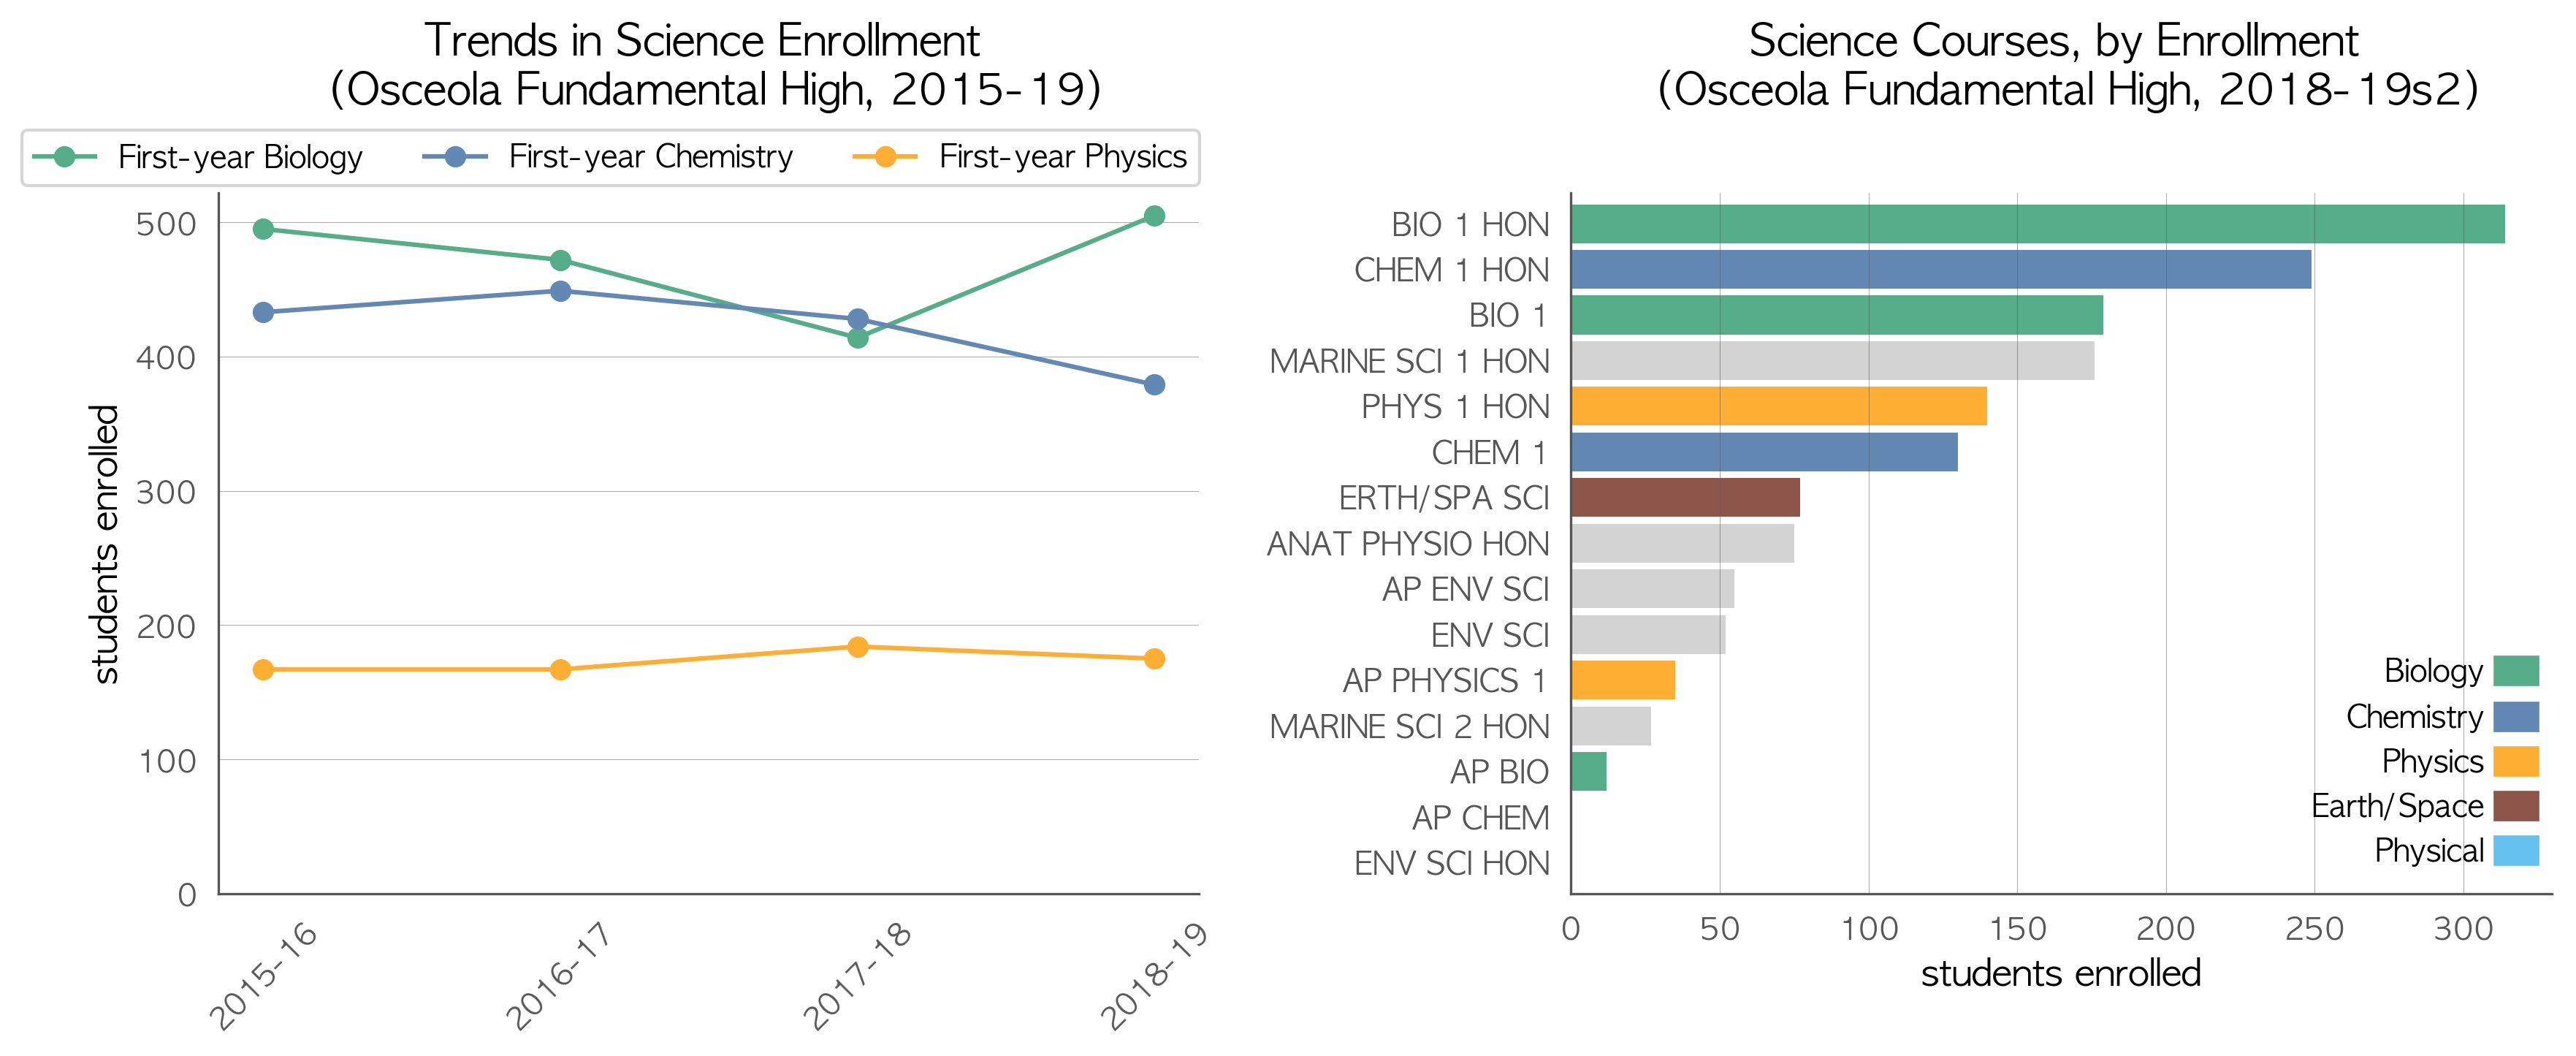 Trends in Science Enrollment
(Osceola Fundamental High, 2015-19)
First-year Biology
First-year Chemistry
First-year Physics
500
400
300
200
100
0
students enrolled
2015-16
2016-17
2017-18
2018-19
Science Courses, by Enrollment
(Osceola Fundamental High, 2018-19s2)
BIO 1 HON
CHEM 1 HON
BIO 1
MARINE SCI 1 HON
PHYS 1 HON
CHEM 1
ERTH/SPA SCI
ANAT PHYSIO HON
AP ENV SCI
ENV SCI
AP PHYSICS 1
MARINE SCI 2 HON
AP BIO
AP CHEM
ENV SCI HON
Biology
Chemistry
Physics
Earth/Space
Physical
0 50 100 150 200 250 300
students enrolled